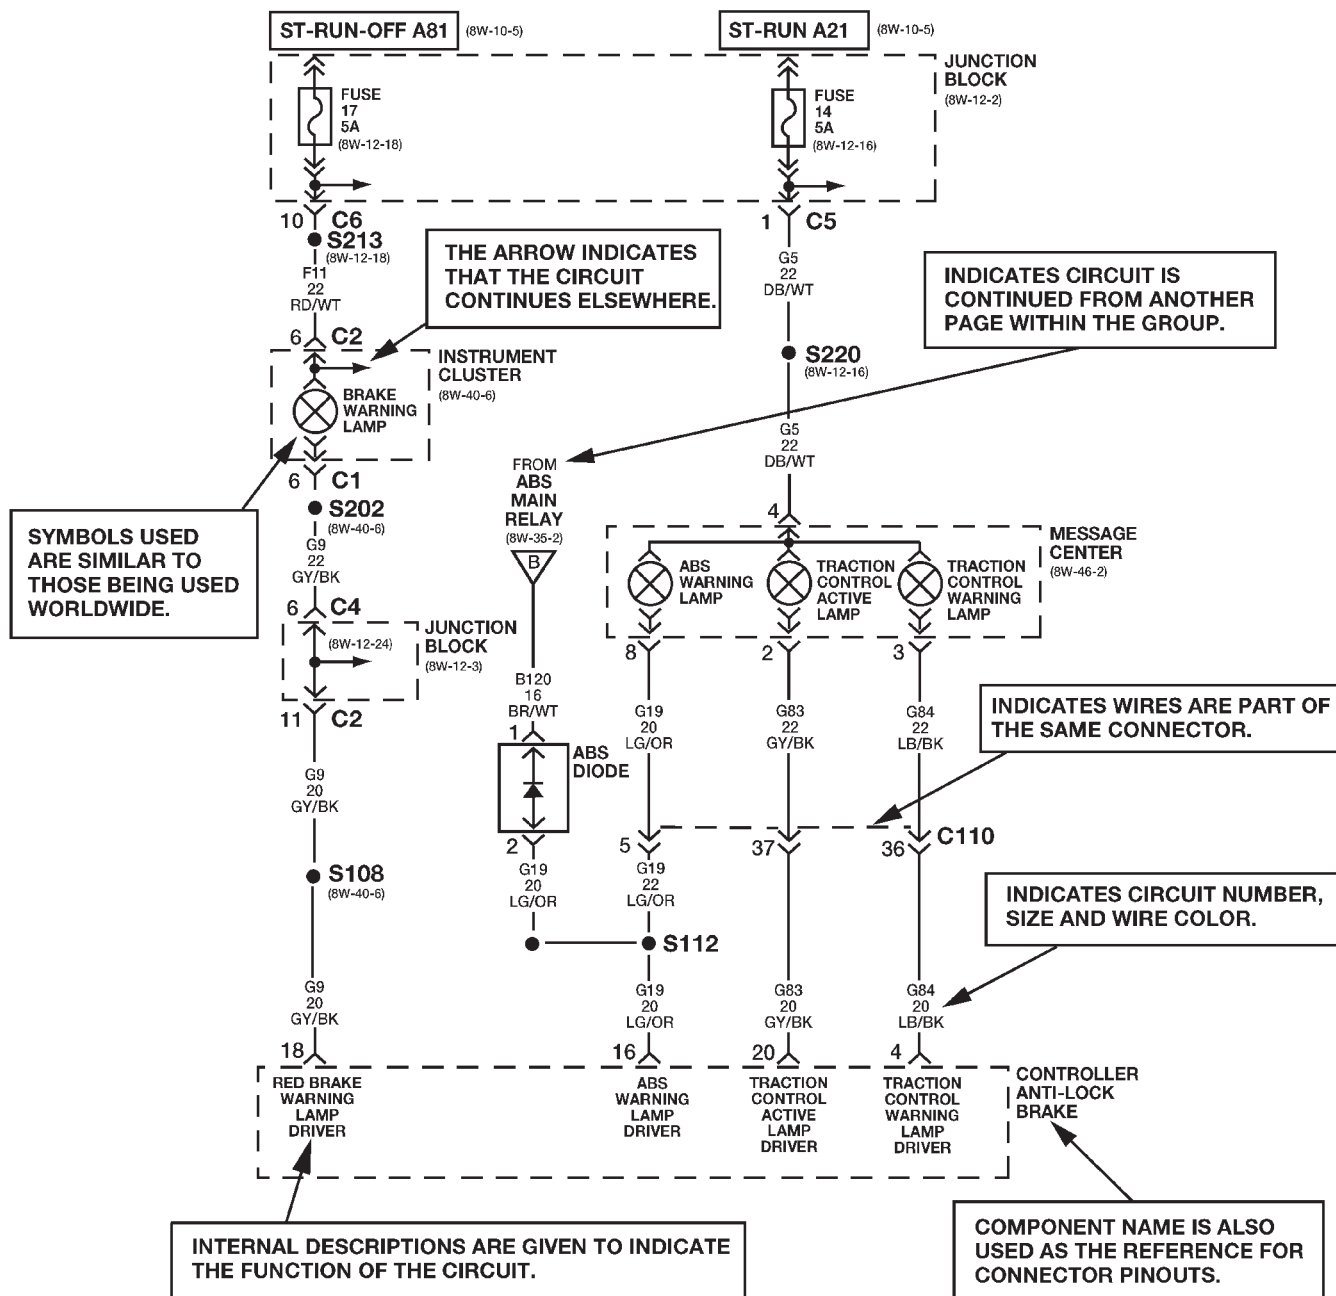 ST-RUN-OFF A81
(8W-10-5)
ST-RUN A21
(8W-10-5)
JUNCTION
BLOCK
(8W-12-2)
FUSE
17
5A
(8W-12-18)
FUSE
14
5A
(8W-12-16)
10
C6
S213
(8W-12-18)
F11
22
RD/WT
6
C2
1
C5
G5
22
DB/WT
THE ARROW INDICATES
THAT THE CIRCUIT
CONTINUES ELSEWHERE.
INDICATES CIRCUIT IS
CONTINUED FROM ANOTHER
PAGE WITHIN THE GROUP.
INSTRUMENT
CLUSTER
(8W-40-6)
BRAKE
WARNING
LAMP
S220
(8W-12-16)
G5
22
DB/WT
6
C1
S202
(8W-40-6)
G9
22
GY/BK
6
C4
SYMBOLS USED
ARE SIMILAR TO
THOSE BEING USED
WORLDWIDE.
FROM
ABS
MAIN
RELAY
(8W-35-2)
B
4
MESSAGE
CENTER
(8W-46-2)
ABS
WARNING
LAMP
TRACTION
CONTROL
ACTIVE
LAMP
TRACTION
CONTROL
WARNING
LAMP
(8W-12-24)
JUNCTION
BLOCK
(8W-12-3)
8
2
3
11
C2
B120
16
BR/WT
1
ABS
DIODE
2
G19
20
LG/OR
G83
22
GY/BK
G84
22
LB/BK
INDICATES WIRES ARE PART OF
THE SAME CONNECTOR.
G9
20
GY/BK
5
37
36
C110
S108
(8W-40-6)
G19
20
LG/OR
G19
22
LG/OR
INDICATES CIRCUIT NUMBER,
SIZE AND WIRE COLOR.
S112
G9
20
GY/BK
G19
20
LG/OR
G83
20
GY/BK
G84
20
LB/BK
18
16
20
4
RED BRAKE
WARNING
LAMP
DRIVER
ABS
WARNING
LAMP
DRIVER
TRACTION
CONTROL
ACTIVE
LAMP
DRIVER
TRACTION
CONTROL
WARNING
LAMP
DRIVER
CONTROLLER
ANTI-LOCK
BRAKE
INTERNAL DESCRIPTIONS ARE GIVEN TO INDICATE
THE FUNCTION OF THE CIRCUIT.
COMPONENT NAME IS ALSO
USED AS THE REFERENCE FOR
CONNECTOR PINOUTS.